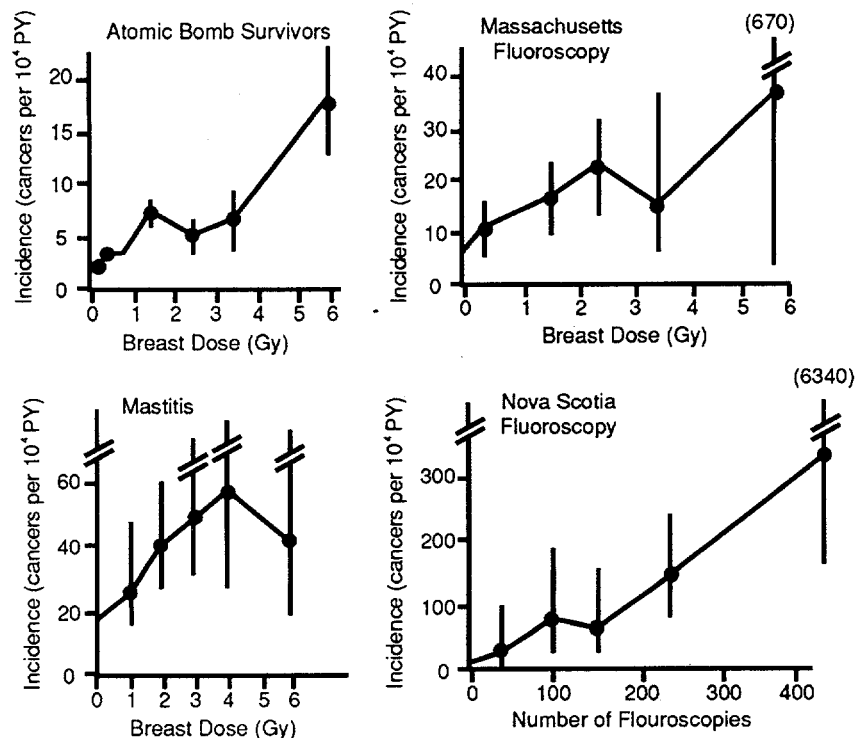 Atomic Bomb Survivors
Incidence (cancers per 10⁴ PY)
20
15
10
5
0
0 1 2 3 4 5 6
Breast Dose (Gy)
(670)
Massachusetts
Fluoroscopy
Incidence (cancers per 10⁴ PY)
40
30
20
10
0
0 1 2 3 4 5 6
Breast Dose (Gy)
Mastitis
Incidence (cancers per 10⁴ PY)
60
40
20
0
0 1 2 3 4 5 6
Breast Dose (Gy)
(6340)
Nova Scotia
Fluoroscopy
Incidence (cancers per 10⁴ PY)
300
200
100
0
0 100 200 300 400
Number of Flouroscopies